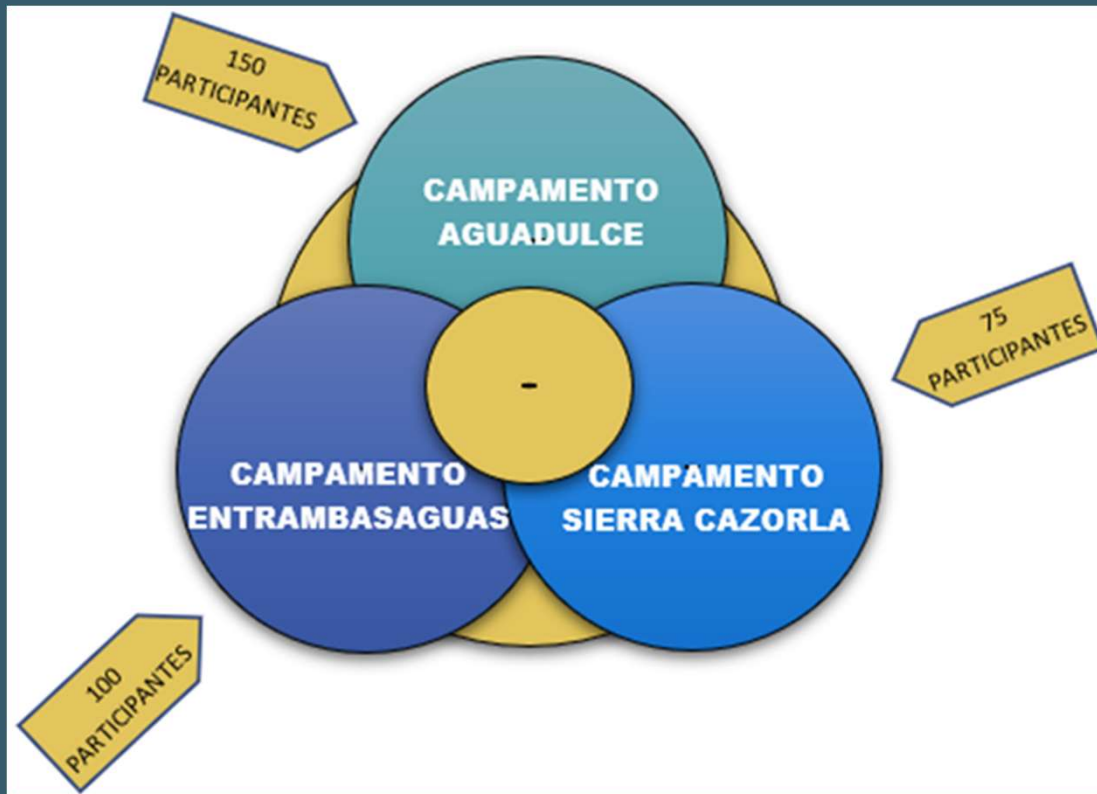 150
PARTICIPANTES
CAMPAMENTO
AGUADULCE
75
PARTICIPANTES
-
CAMPAMENTO
ENTRAMBASAGUAS
CAMPAMENTO
SIERRA CAZORLA
100
PARTICIPANTES